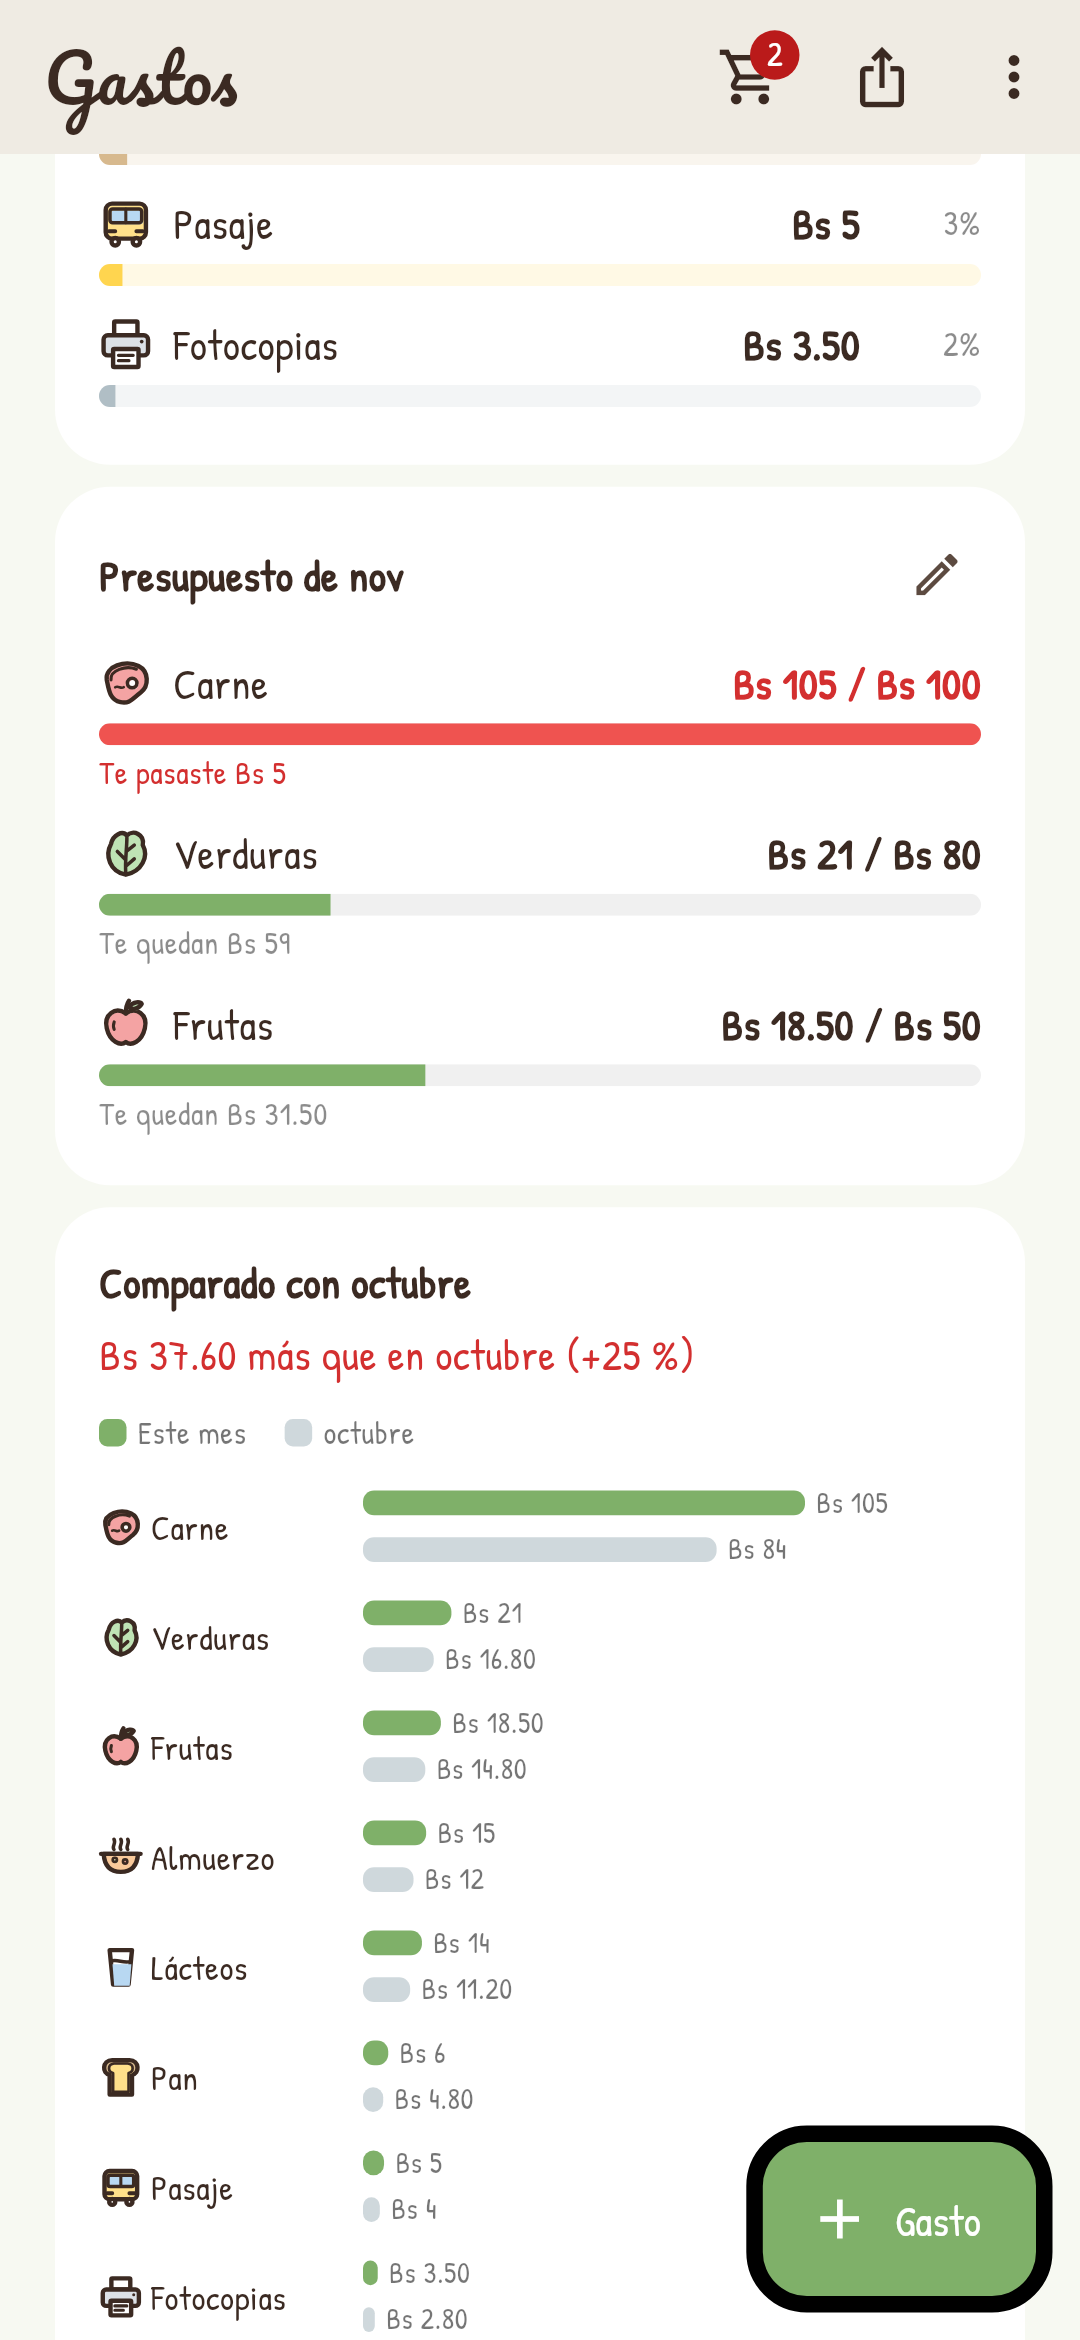 Gastos
2
Pasaje Bs 5 3%
Fotocopias Bs 3.50 2%
Presupuesto de nov
Carne Bs 105 / Bs 100
Te pasaste Bs 5
Verduras Bs 21 / Bs 80
Te quedan Bs 59
Frutas Bs 18.50 / Bs 50
Te quedan Bs 31.50
Comparado con octubre
Bs 37.60 más que en octubre (+25 %)
Este mes octubre
Carne
Bs 105
Bs 84
Verduras
Bs 21
Bs 16.80
Frutas
Bs 18.50
Bs 14.80
Almuerzo
Bs 15
Bs 12
Lácteos
Bs 14
Bs 11.20
Pan
Bs 6
Bs 4.80
Pasaje
Bs 5
Bs 4
Fotocopias
Bs 3.50
Bs 2.80
+ Gasto